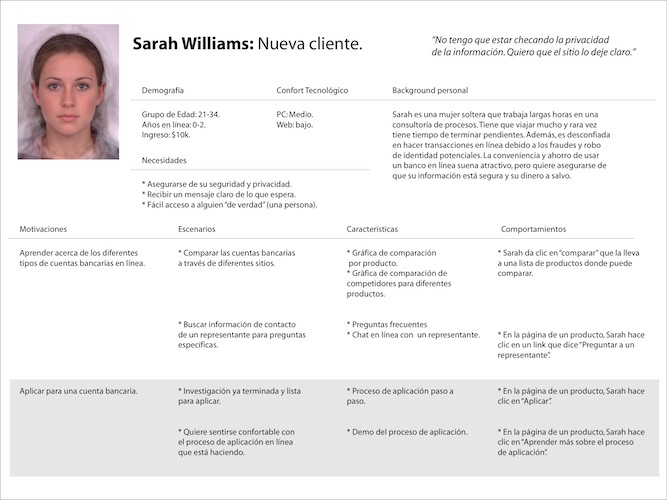 Sarah Williams: Nueva cliente.
"No tengo que estar checando la privacidad
de la información. Quiero que el sitio lo deje claro."
Demografía
Grupo de Edad: 21-34.
Años en línea: 0-2.
Ingreso: $10k.
Confort Tecnológico
PC: Medio.
Web: bajo.
Background personal
Sarah es una mujer soltera que trabaja largas horas en una
consultoría de procesos. Tiene que viajar mucho y rara vez
tiene tiempo de terminar pendientes. Además, es desconfiada
en hacer transacciones en línea debido a los fraudes y robo
de identidad potenciales. La conveniencia y ahorro de usar
un banco en línea suena atractivo, pero quiere asegurarse de
que su información está segura y su dinero a salvo.
Necesidades
* Asegurarse de su seguridad y privacidad.
* Recibir un mensaje claro de lo que espera.
* Fácil acceso a alguien "de verdad" (una persona).
Motivaciones
Escenarios
Características
Comportamientos
Aprender acerca de los diferentes
tipos de cuentas bancarias en línea.
* Comparar las cuentas bancarias
a través de diferentes sitios.
* Gráfica de comparación
por producto.
* Gráfica de comparación de
competidores para diferentes
productos.
* Sarah da clic en "comparar" que la lleva
a una lista de productos donde puede
comparar.
* Buscar información de contacto
de un representante para preguntas
específicas.
* Preguntas frecuentes
* Chat en línea con un representante.
* En la página de un producto, Sarah hace
clic en un link que dice "Preguntar a un
representante".
Aplicar para una cuenta bancaria.
* Investigación ya terminada y lista
para aplicar.
* Proceso de aplicación paso a
paso.
* En la página de un producto, Sarah hace
clic en "Aplicar".
* Quiere sentirse confortable con
el proceso de aplicación en línea
que está haciendo.
* Demo del proceso de aplicación.
* En la página de un producto, Sarah hace
clic en "Aprender más sobre el proceso
de aplicación".